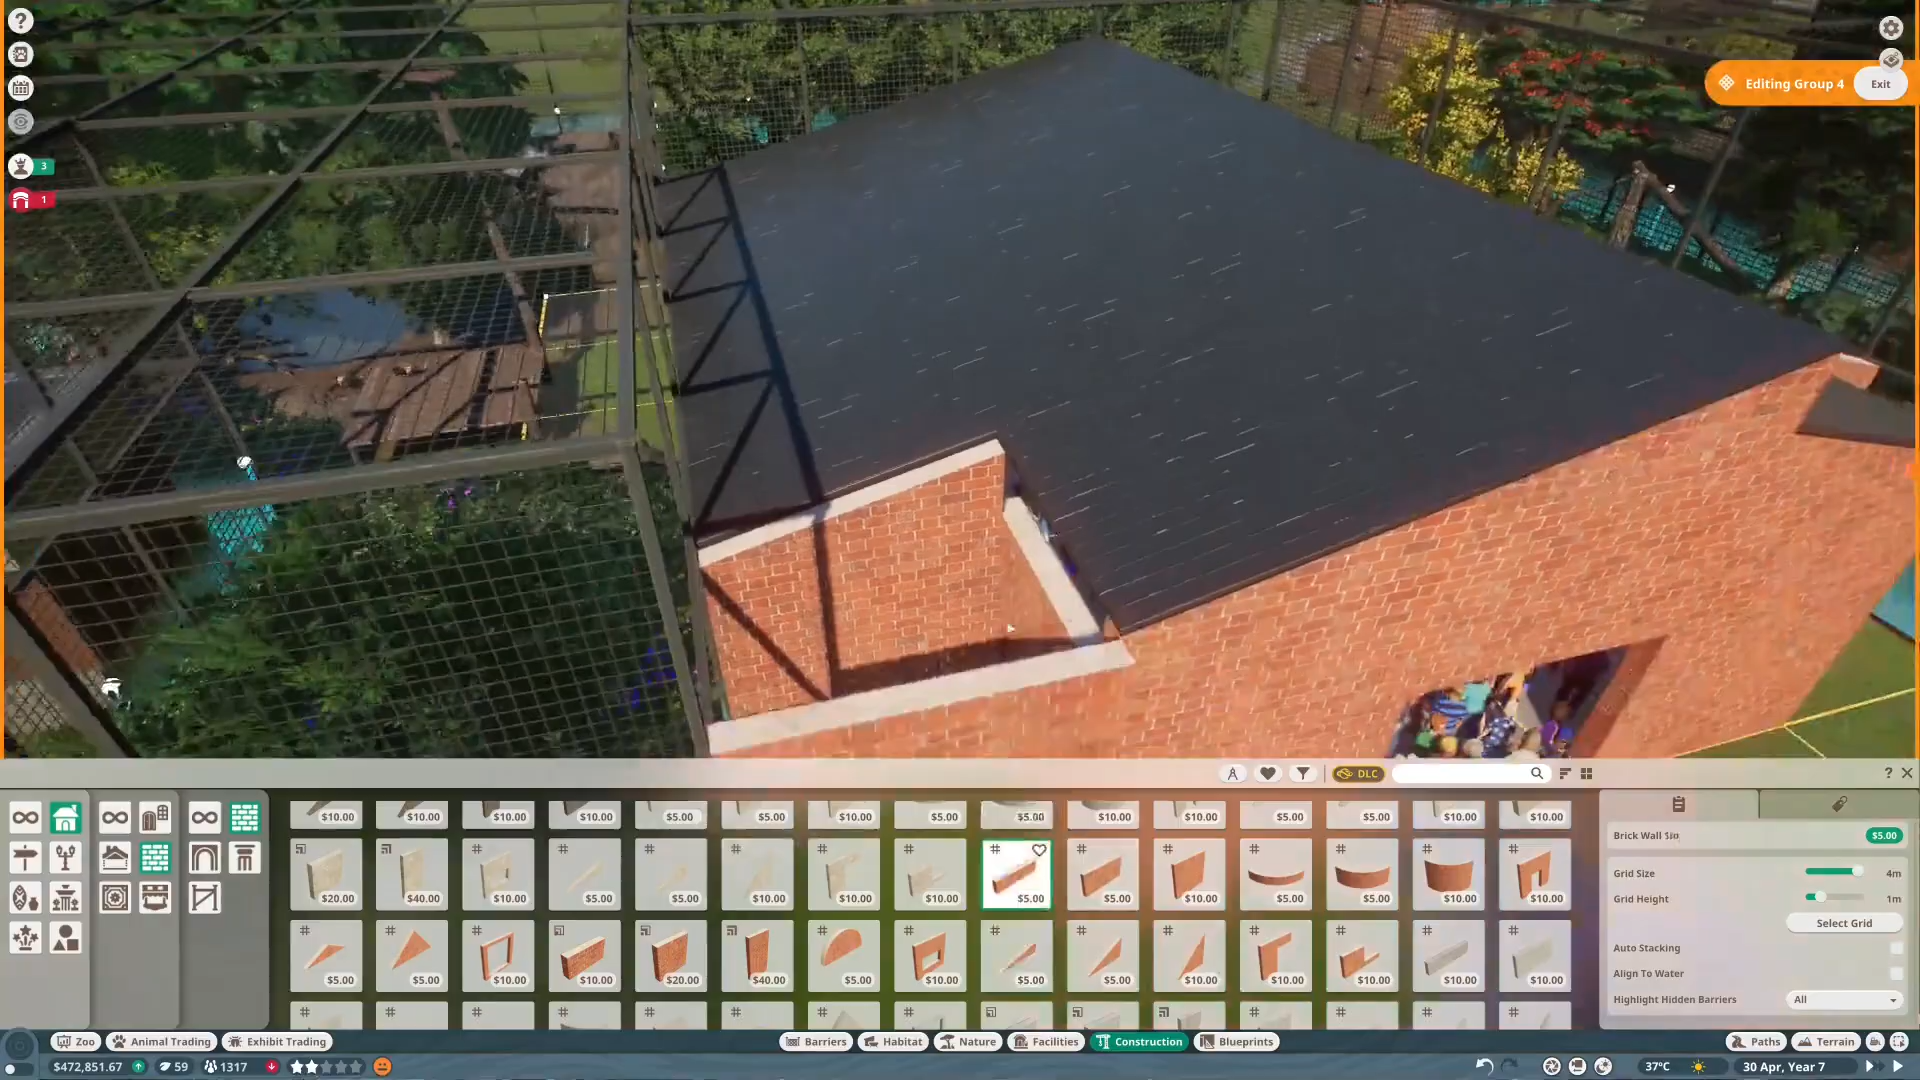 ?
Editing Group 4 Exit
3
1
DLC
? ×
$10.00 $10.00 $10.00 $10.00 $5.00 $5.00 $10.00 $5.00 $5.00 $10.00 $10.00 $5.00 $5.00 $10.00 $10.00
$20.00 $40.00 $10.00 $5.00 $5.00 $10.00 $10.00 $10.00 $5.00 $5.00 $10.00 $5.00 $5.00 $10.00 $10.00
$5.00 $5.00 $10.00 $10.00 $20.00 $40.00 $5.00 $10.00 $5.00 $5.00 $10.00 $10.00 $5.00 $10.00 $10.00
Brick Wall $5.00
Grid Size 4m
Grid Height 1m
Select Grid
Auto Stacking
Align To Water
Highlight Hidden Barriers All
Zoo Animal Trading Exhibit Trading Barriers Habitat Nature Facilities Construction Blueprints Paths Terrain
$472,851.67 59 1317 37°C 30 Apr, Year 7